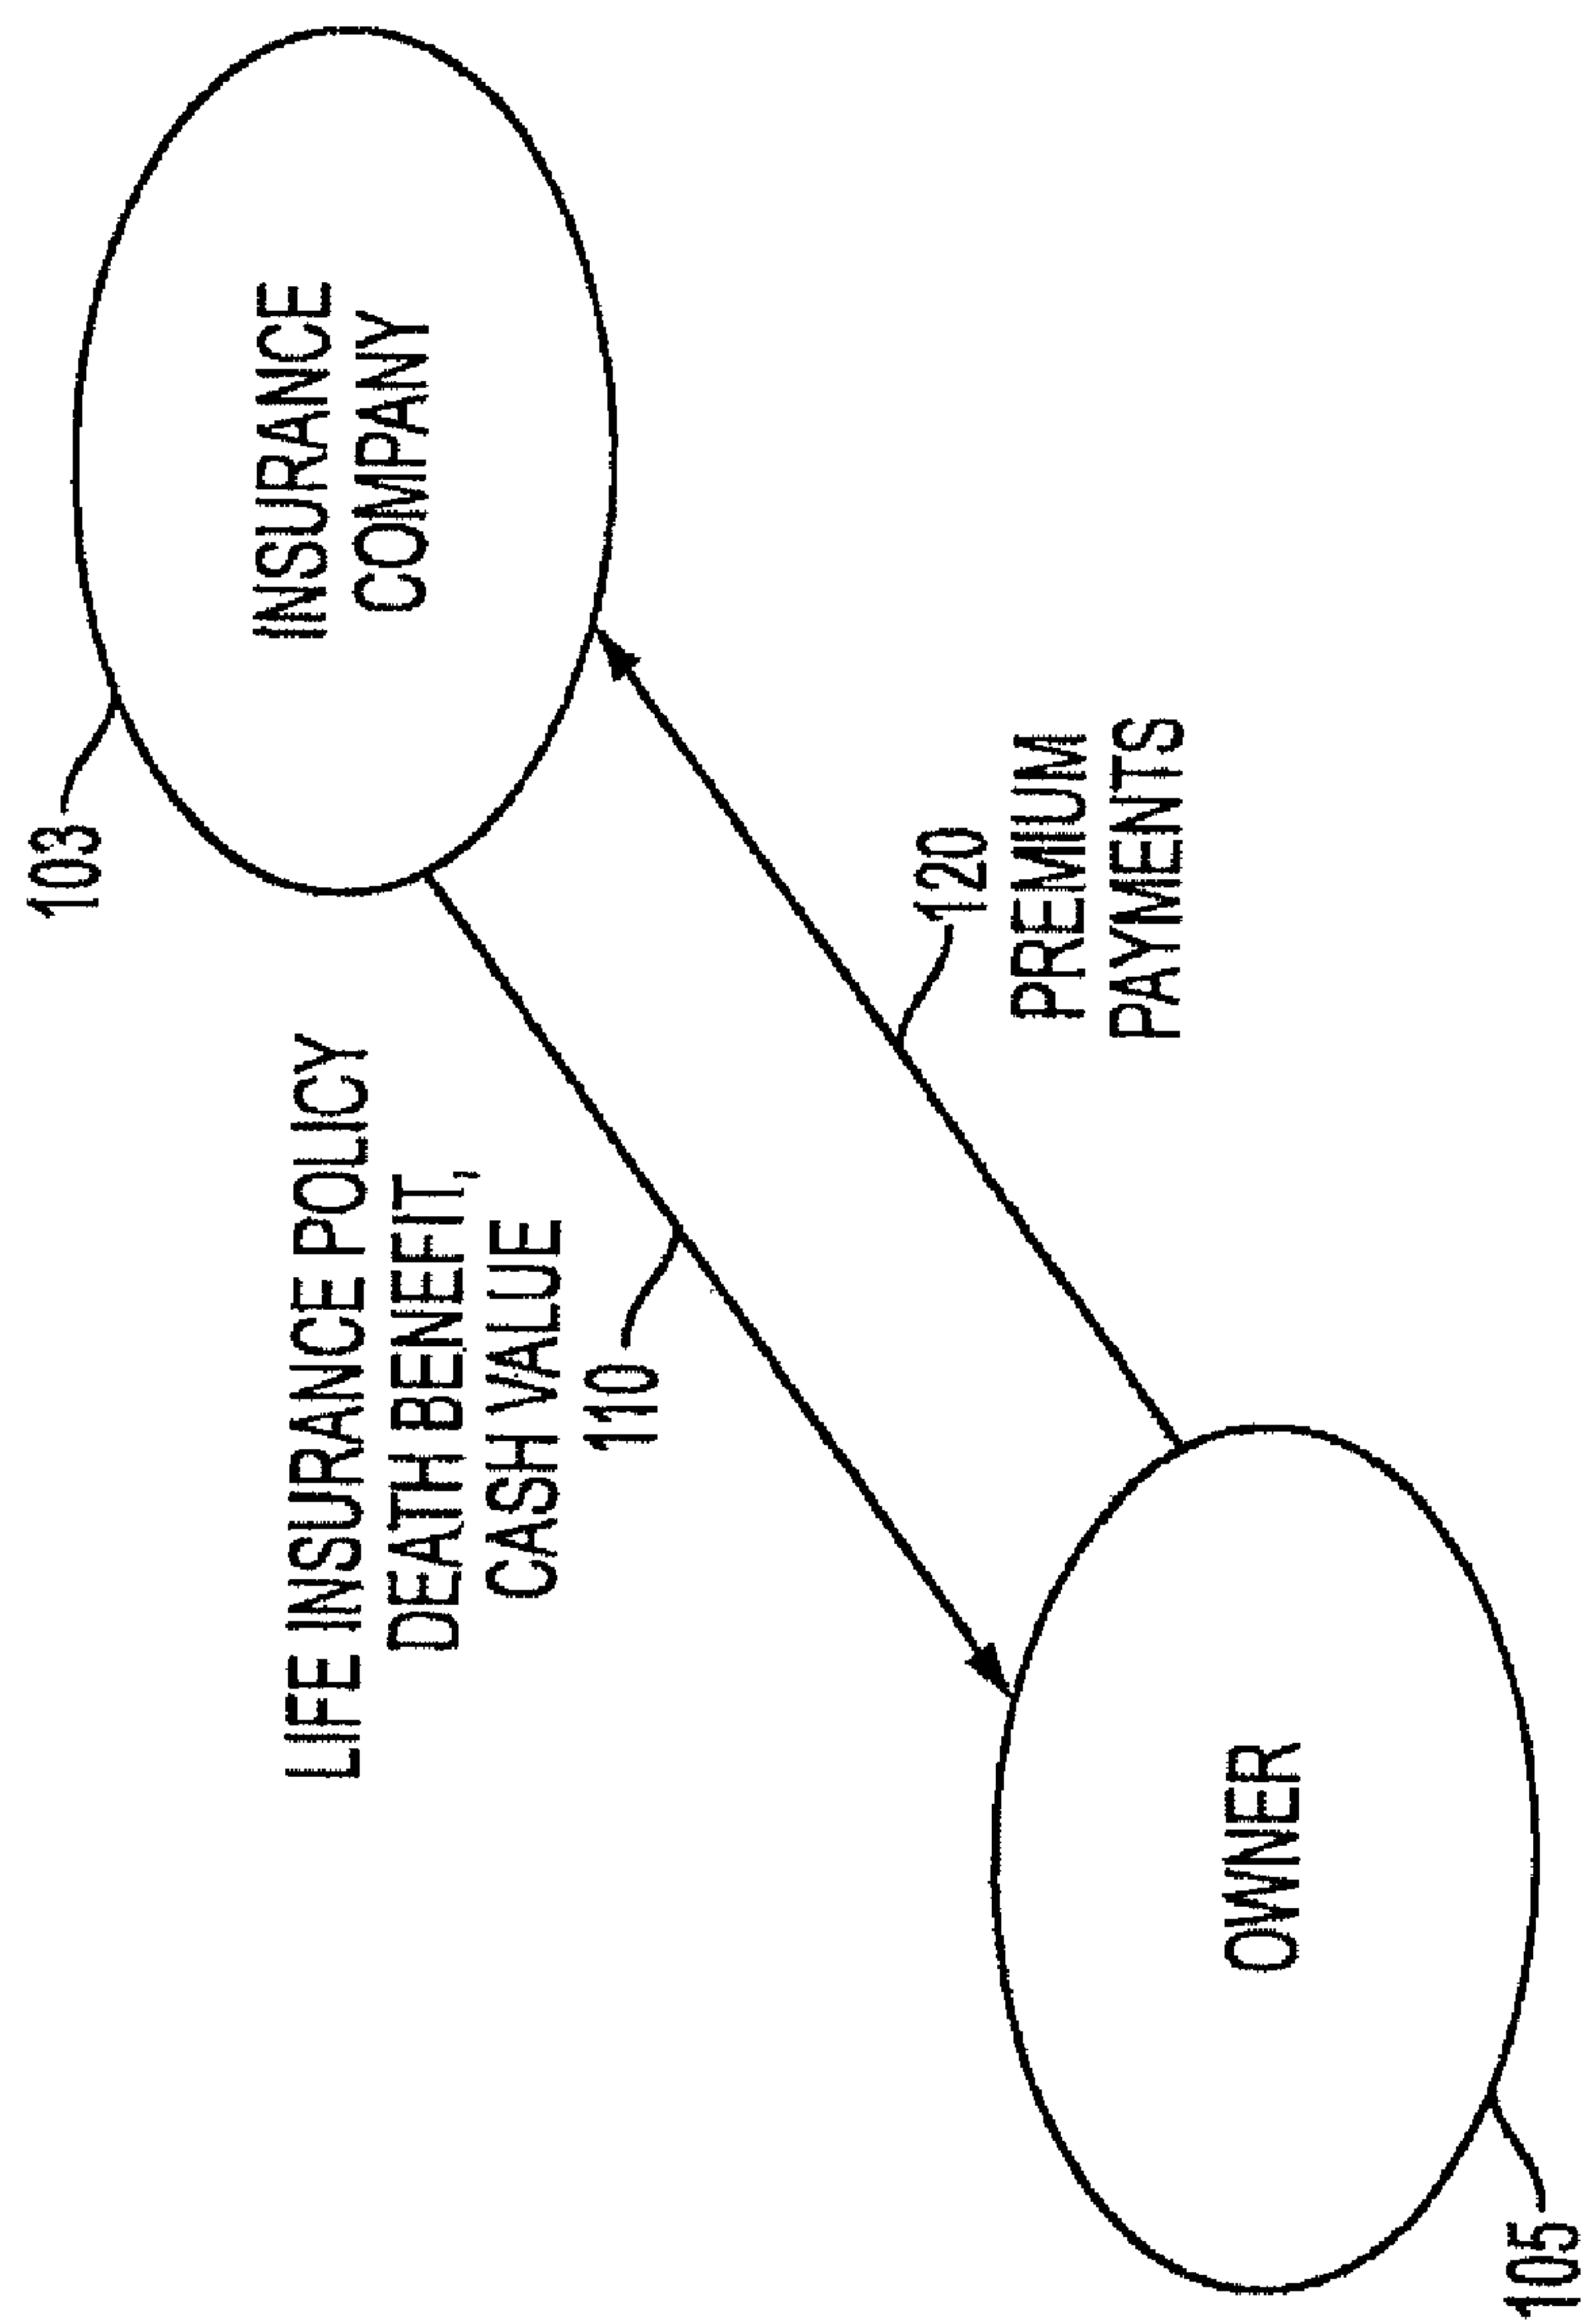 103
INSURANCE
COMPANY
LIFE INSURANCE POLICY
DEATH BENEFIT,
CASH VALUE
110
120
PREMIUM
PAYMENTS
OWNER
105